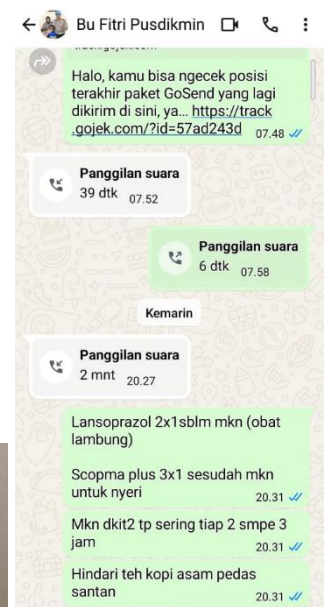 Bu Fitri Pusdikmin
Halo, kamu bisa ngecek posisi
terakhir paket GoSend yang lagi
dikirim di sini, ya... https://track
.gojek.com/?id=57ad243d 07.48
Panggilan suara
39 dtk 07.52
Panggilan suara
6 dtk 07.58
Kemarin
Panggilan suara
2 mnt 20.27
Lansoprazol 2x1sblm mkn (obat
lambung)
Scopma plus 3x1 sesudah mkn
untuk nyeri 20.31
Mkn dkit2 tp sering tiap 2 smpe 3
jam 20.31
Hindari teh kopi asam pedas
santan 20.31